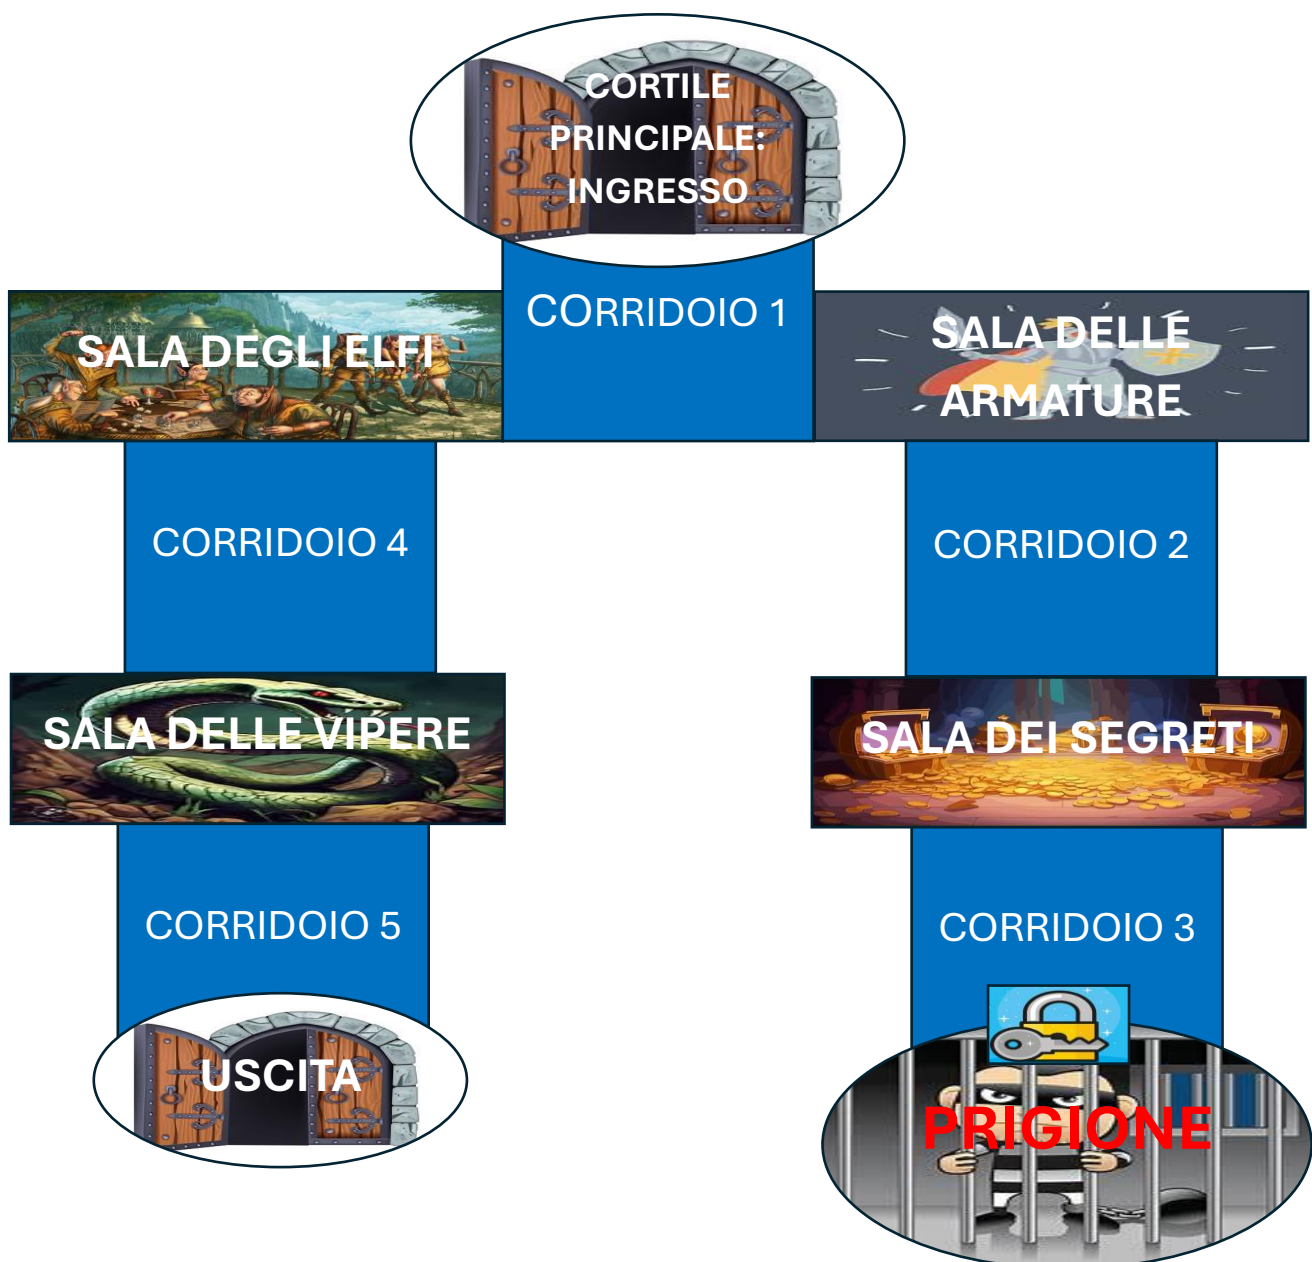 CORTILE
PRINCIPALE:
INGRESSO
CORRIDOIO 1
SALA DEGLI ELFI
SALA DELLE
ARMATURE
CORRIDOIO 4
CORRIDOIO 2
SALA DELLE VIPERE
SALA DEI SEGRETI
CORRIDOIO 5
CORRIDOIO 3
USCITA
PRIGIONE